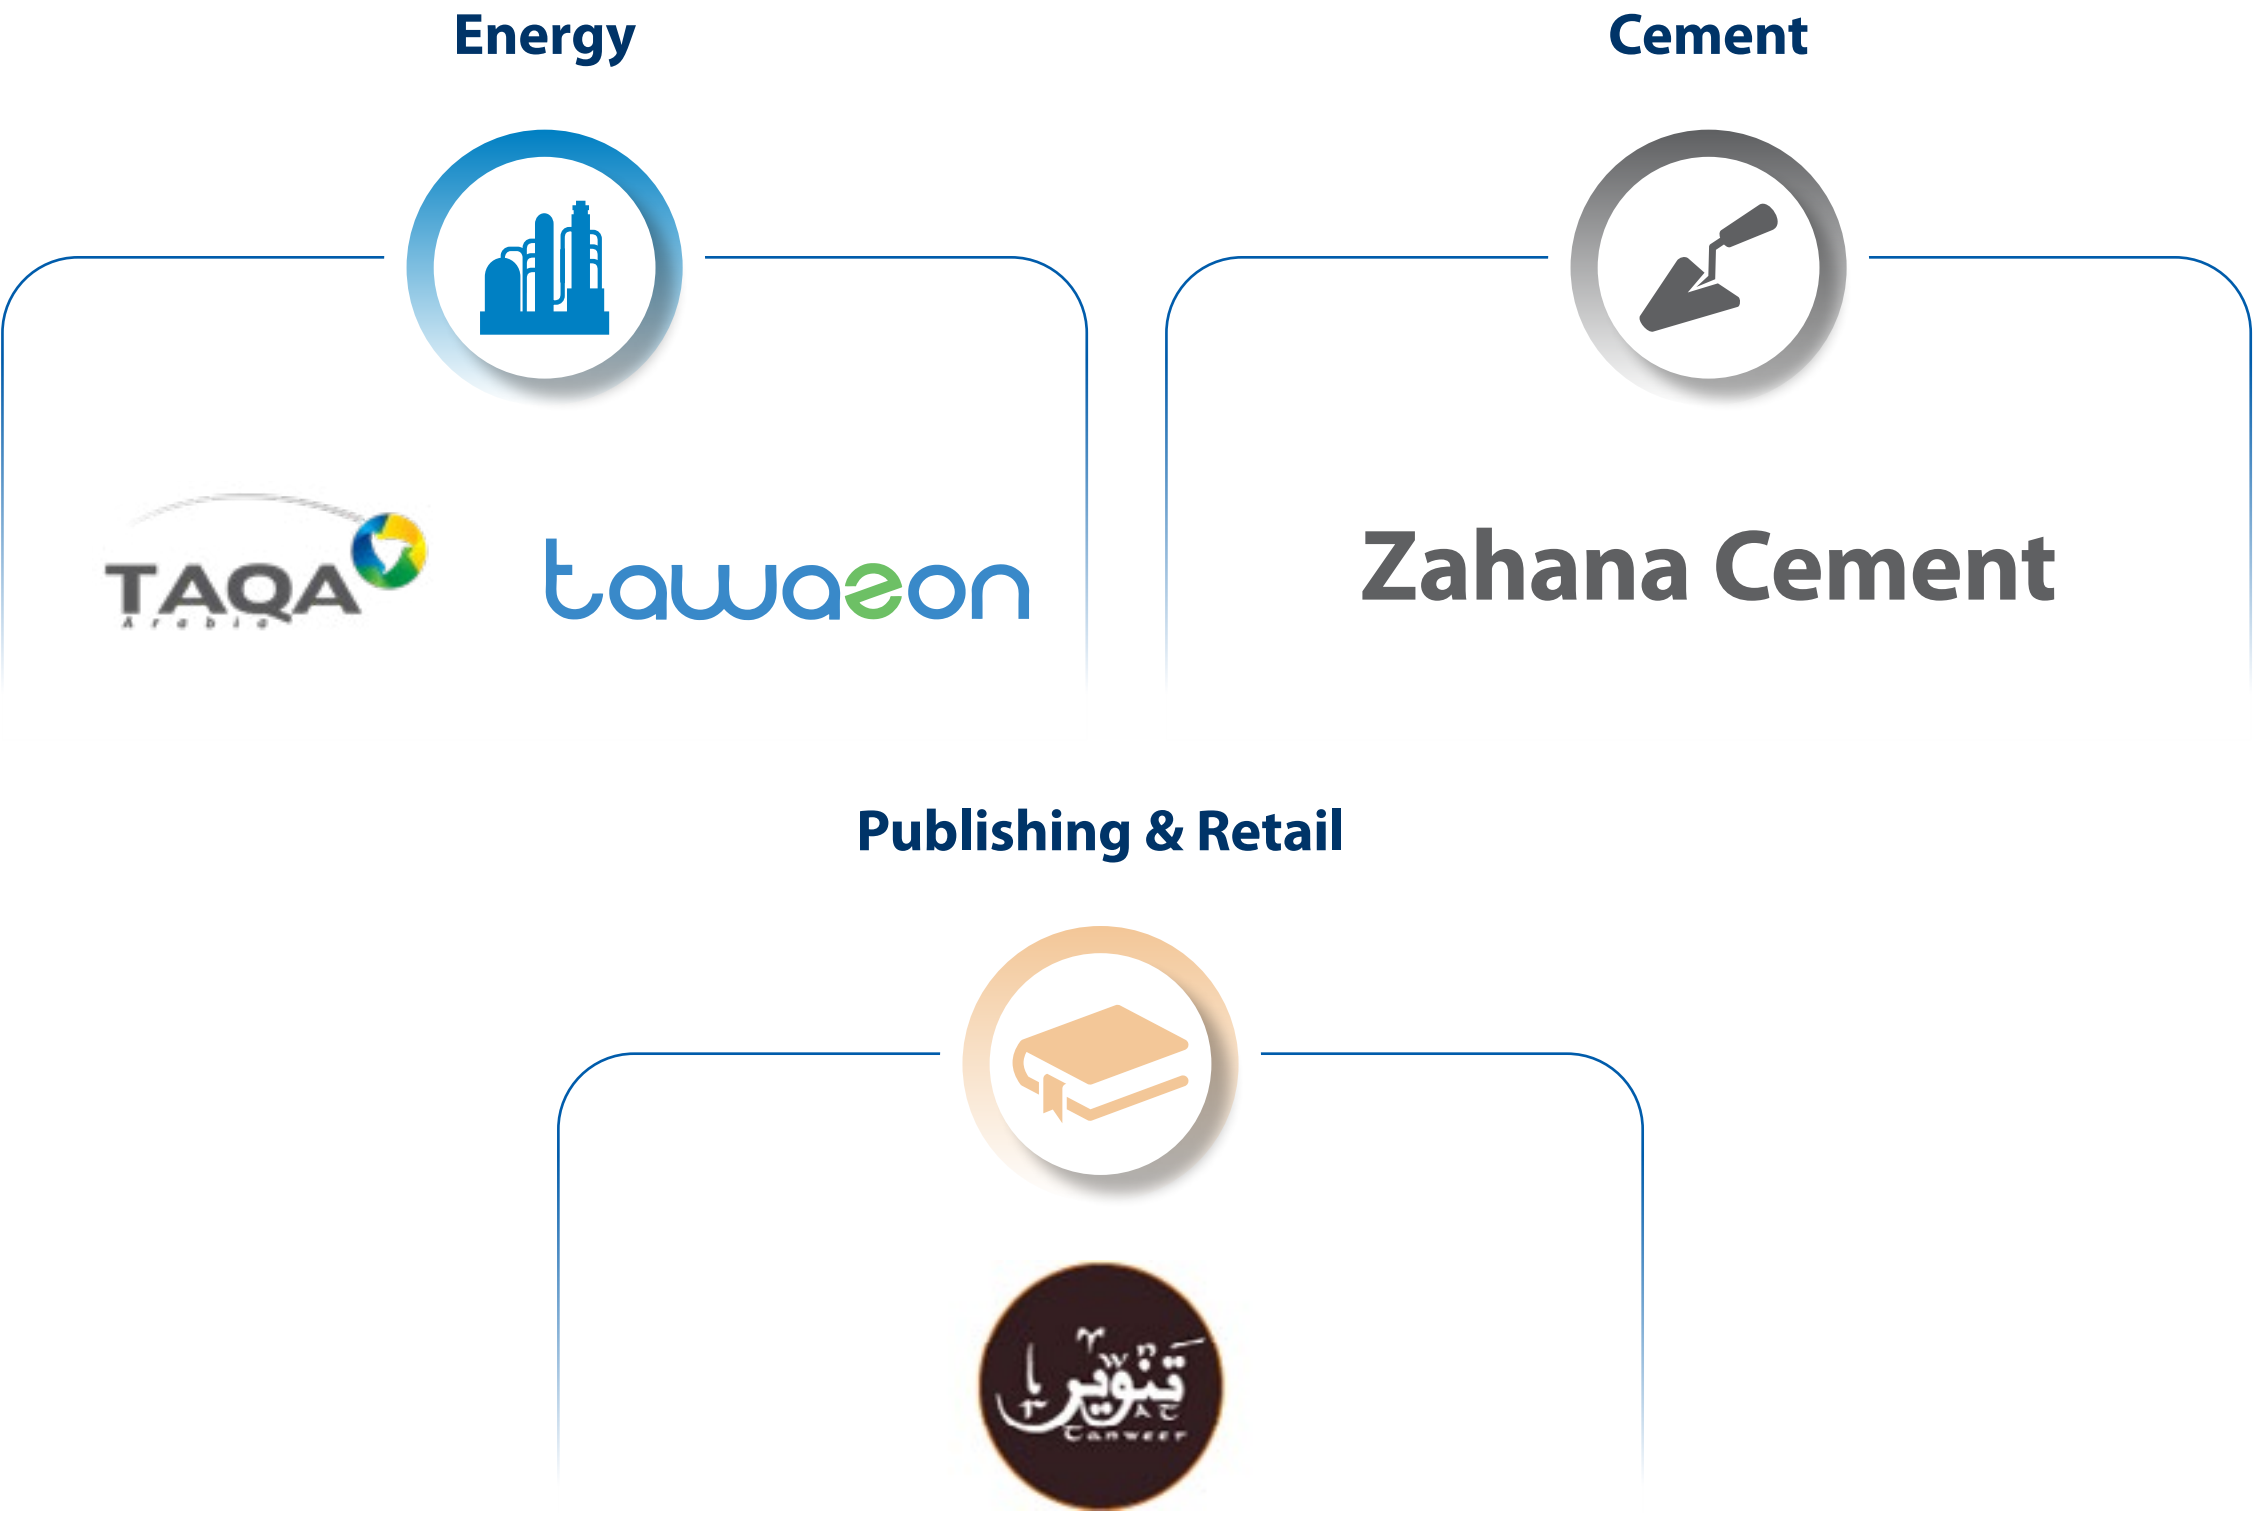 Energy
Cement
TAQA
Arabia
tawazon
Zahana Cement
Publishing & Retail
تنوير
Tanweer